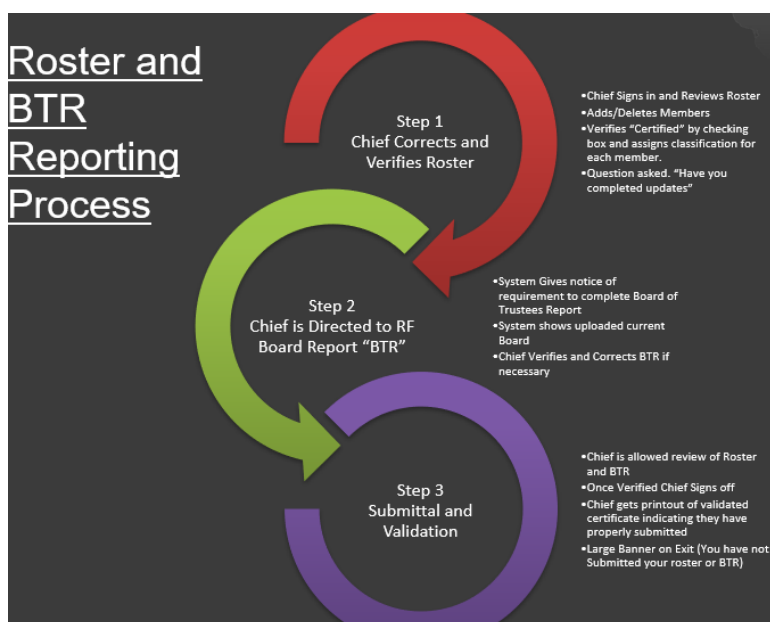 Roster and
BTR
Reporting
Process
Step 1
Chief Corrects and
Verifies Roster
•Chief Signs in and Reviews Roster
•Adds/Deletes Members
•Verifies “Certified” by checking
box and assigns classification for
each member.
•Question asked. “Have you
completed updates”
Step 2
Chief is Directed to RF
Board Report “BTR”
•System Gives notice of
requirement to complete Board of
Trustees Report
•System shows uploaded current
Board
•Chief Verifies and Corrects BTR if
necessary
Step 3
Submittal and
Validation
•Chief is allowed review of Roster
and BTR
•Once Verified Chief Signs off
•Chief gets printout of validated
certificate indicating they have
properly submitted
•Large Banner on Exit (You have not
Submitted your roster or BTR)